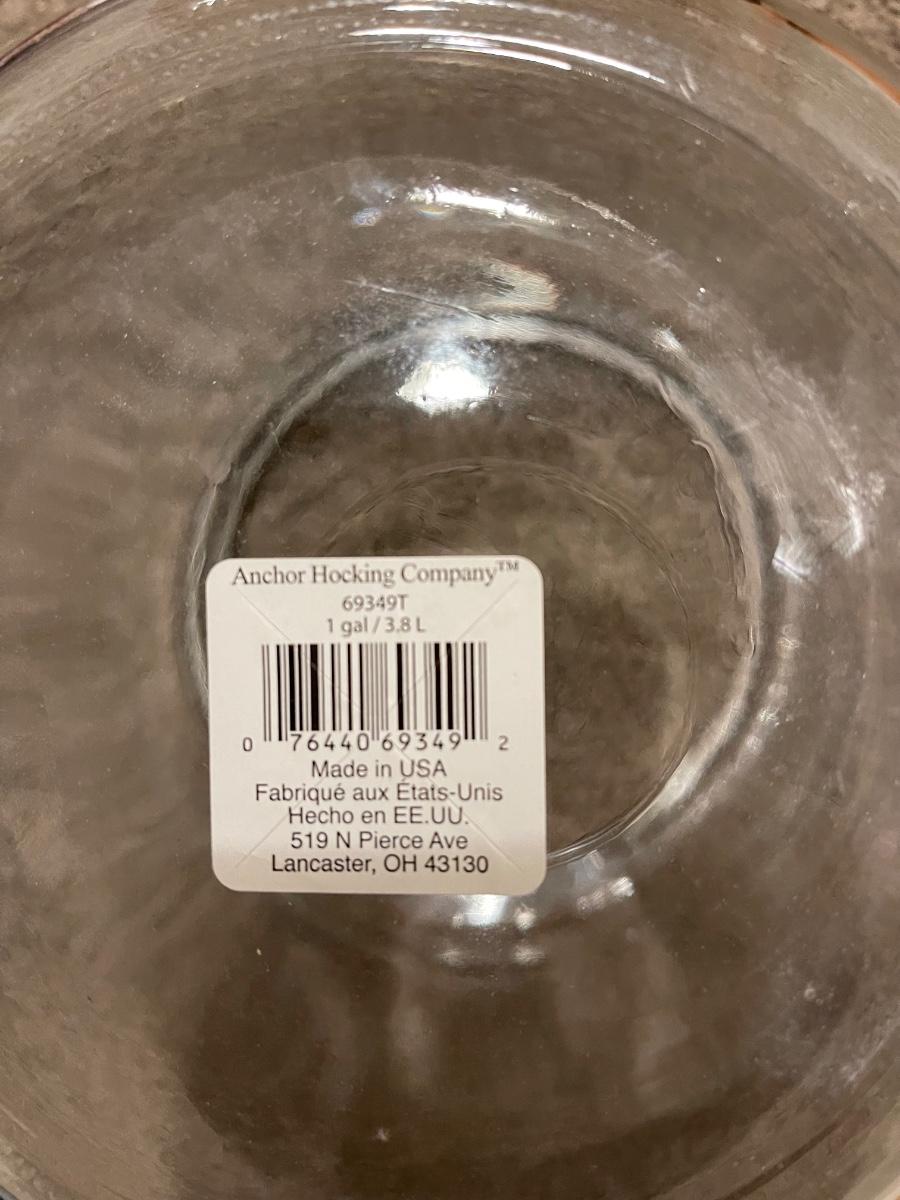 Anchor Hocking Company™
69349T
1 gal / 3.8 L
0 76440 69349 2
Made in USA
Fabriqué aux États-Unis
Hecho en EE.UU.
519 N Pierce Ave
Lancaster, OH 43130